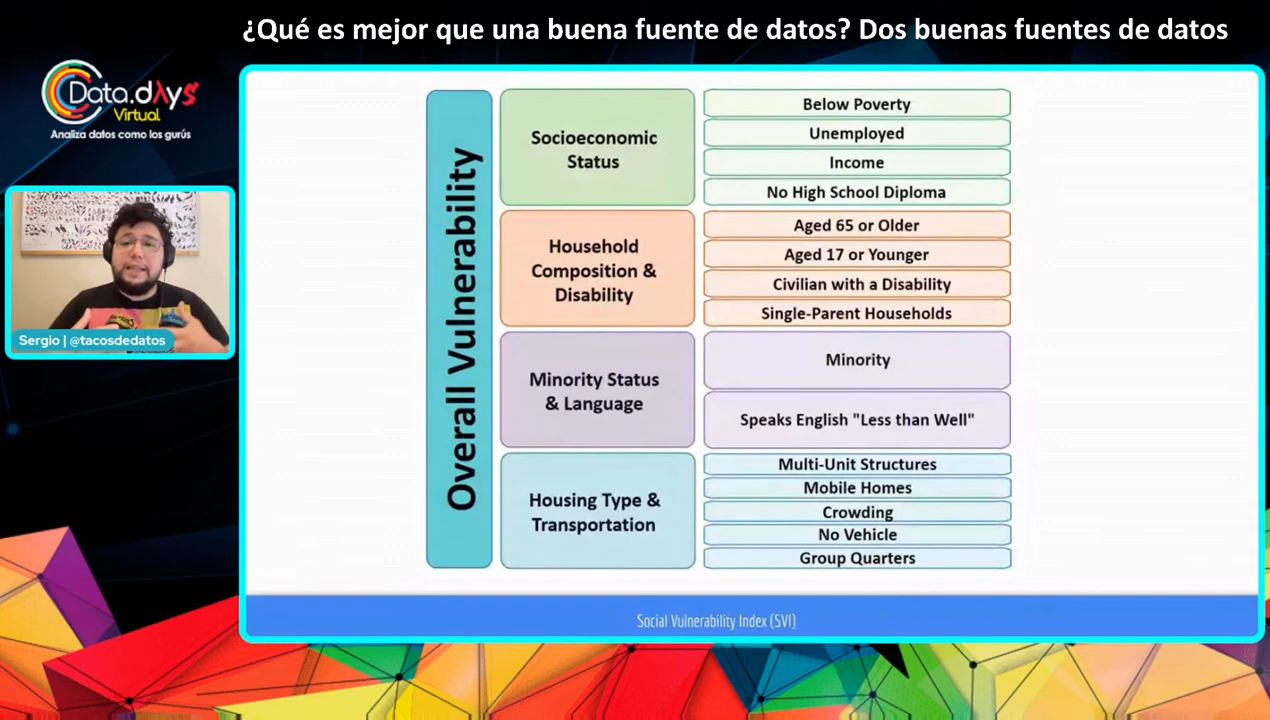 ¿Qué es mejor que una buena fuente de datos? Dos buenas fuentes de datos
Data.dλys
Virtual
Analiza datos como los gurús
Sergio | @tacosdedatos
Overall Vulnerability
Socioeconomic
Status
Below Poverty
Unemployed
Income
No High School Diploma
Household
Composition &
Disability
Aged 65 or Older
Aged 17 or Younger
Civilian with a Disability
Single-Parent Households
Minority Status
& Language
Minority
Speaks English "Less than Well"
Housing Type &
Transportation
Multi-Unit Structures
Mobile Homes
Crowding
No Vehicle
Group Quarters
Social Vulnerability Index (SVI)